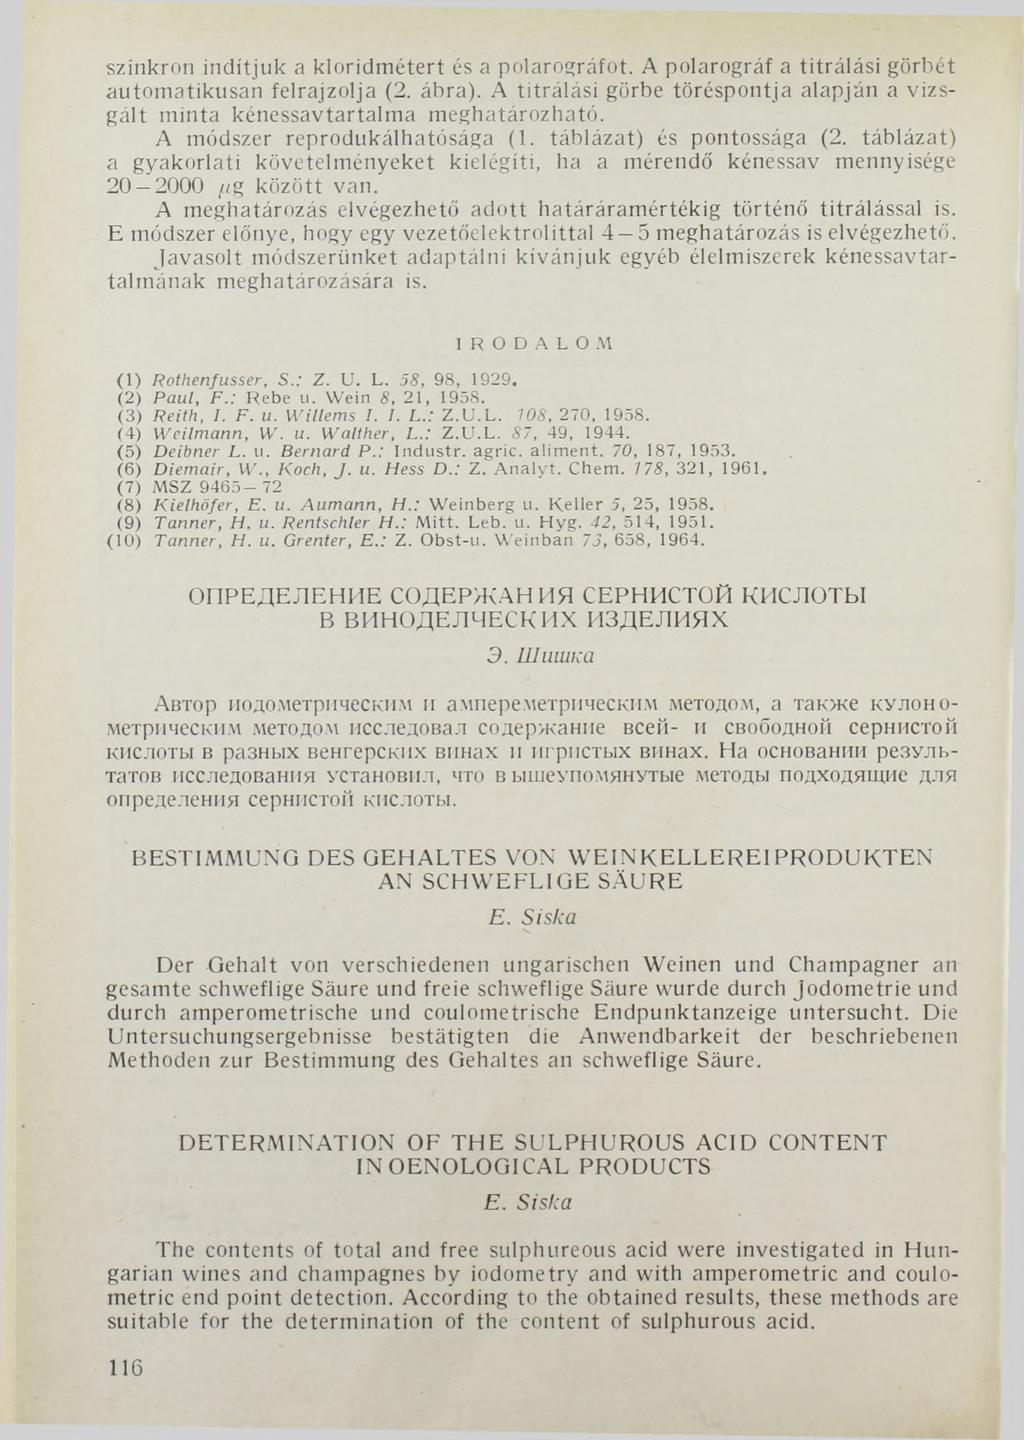 szinkron indítjuk a kloridmétert és a polarográfot. A polarográf a titrálási görbét
automatikusan felrajzolja (2. ábra). A titrálási görbe töréspontja alapján a vizs-
gált minta kénessavtartalma meghatározható.
A módszer reprodukálhatósága (1. táblázat) és pontossága (2. táblázat)
a gyakorlati követelményeket kielégíti, ha a mérendő kénessav mennyisége
20—2000 μg között van.
A meghatározás elvégezhető adott határáramértékig történő titrálással is.
E módszer előnye, hogy egy vezetőelektrolittal 4—5 meghatározás is elvégezhető.
Javasolt módszerünket adaptálni kívánjuk egyéb élelmiszerek kénessavtar-
talmának meghatározására is.
IRODALOM
(1) Rothenfusser, S.: Z. U. L. 58, 98, 1929.
(2) Paul, F.: Rebe u. Wein 8, 21, 1958.
(3) Reith, I. F. u. Willems I. I. L.: Z.U.L. 108, 270, 1958.
(4) Weilmann, W. u. Walther, L.: Z.U.L. 87, 49, 1944.
(5) Deibner L. u. Bernard P.: Industr. agric. aliment. 70, 187, 1953.
(6) Diemair, W., Koch, J. u. Hess D.: Z. Analyt. Chem. 178, 321, 1961.
(7) MSZ 9465—72
(8) Kielhöfer, E. u. Aumann, H.: Weinberg u. Keller 5, 25, 1958.
(9) Tanner, H. u. Rentschler H.: Mitt. Leb. u. Hyg. 42, 514, 1951.
(10) Tanner, H. u. Grenter, E.: Z. Obst-u. Weinban 73, 658, 1964.
ОПРЕДЕЛЕНИЕ СОДЕРЖАНИЯ СЕРНИСТОЙ КИСЛОТЫ
В ВИНОДЕЛЧЕСКИХ ИЗДЕЛИЯХ
Э. Шишка
Автор иодометрическим и амперeметрическим методом, а также кулоно-
метрическим методом исследовал содержание всей- и свободной сернистой
кислоты в разных венгерских винах и игристых винах. На основании резуль-
татов исследования установил, что вышеупомянутые методы подходящие для
определения сернистой кислоты.
BESTIMMUNG DES GEHALTES VON WEINKELLEREIPRODUKTEN
AN SCHWEFLIGE SÄURE
E. Siska
Der Gehalt von verschiedenen ungarischen Weinen und Champagner an
gesamte schweflige Säure und freie schweflige Säure wurde durch Jodometrie und
durch amperometrische und coulometrische Endpunktanzeige untersucht. Die
Untersuchungsergebnisse bestätigten die Anwendbarkeit der beschriebenen
Methoden zur Bestimmung des Gehaltes an schweflige Säure.
DETERMINATION OF THE SULPHUROUS ACID CONTENT
IN OENOLOGICAL PRODUCTS
E. Siska
The contents of total and free sulphureous acid were investigated in Hun-
garian wines and champagnes by iodometry and with amperometric and coulo-
metric end point detection. According to the obtained results, these methods are
suitable for the determination of the content of sulphurous acid.
116